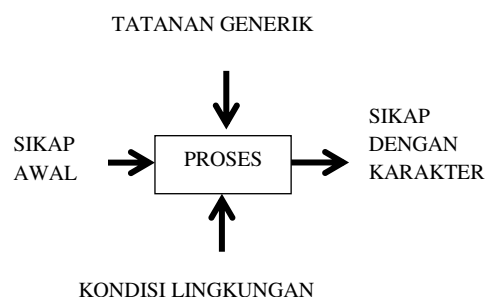 TATANAN GENERIK
SIKAP
AWAL
PROSES
SIKAP
DENGAN
KARAKTER
KONDISI LINGKUNGAN